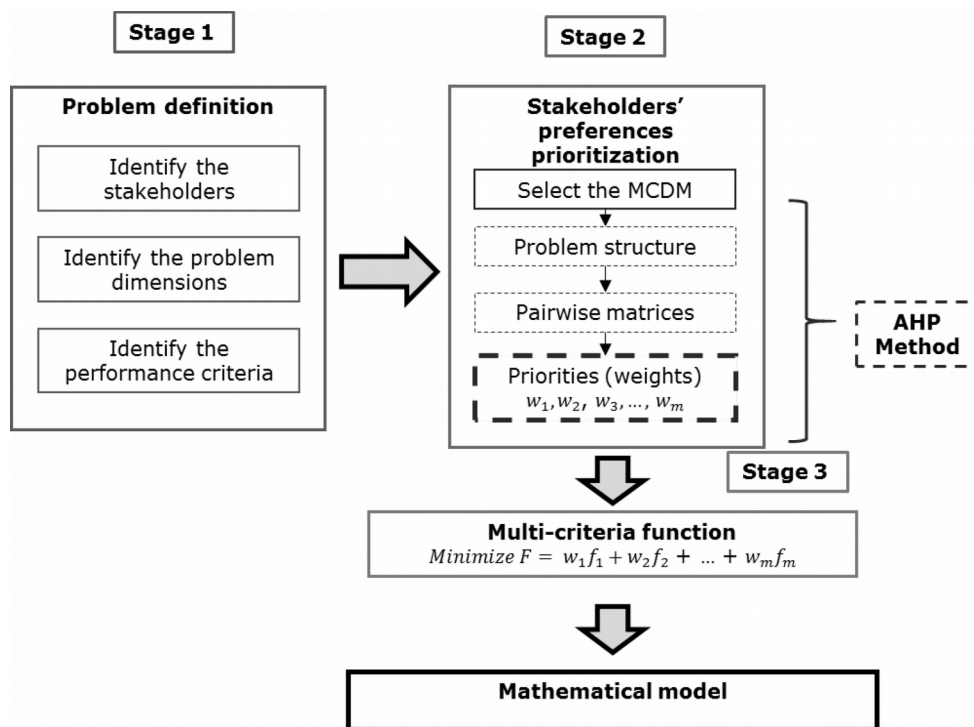 Stage 1
Problem definition
Identify the
stakeholders
Identify the problem
dimensions
Identify the
performance criteria
Stage 2
Stakeholders’
preferences
prioritization
Select the MCDM
Problem structure
Pairwise matrices
Priorities (weights)
w₁, w₂, w₃, ..., wₘ
AHP
Method
Stage 3
Multi-criteria function
Minimize F = w₁f₁ + w₂f₂ + ... + wₘfₘ
Mathematical model